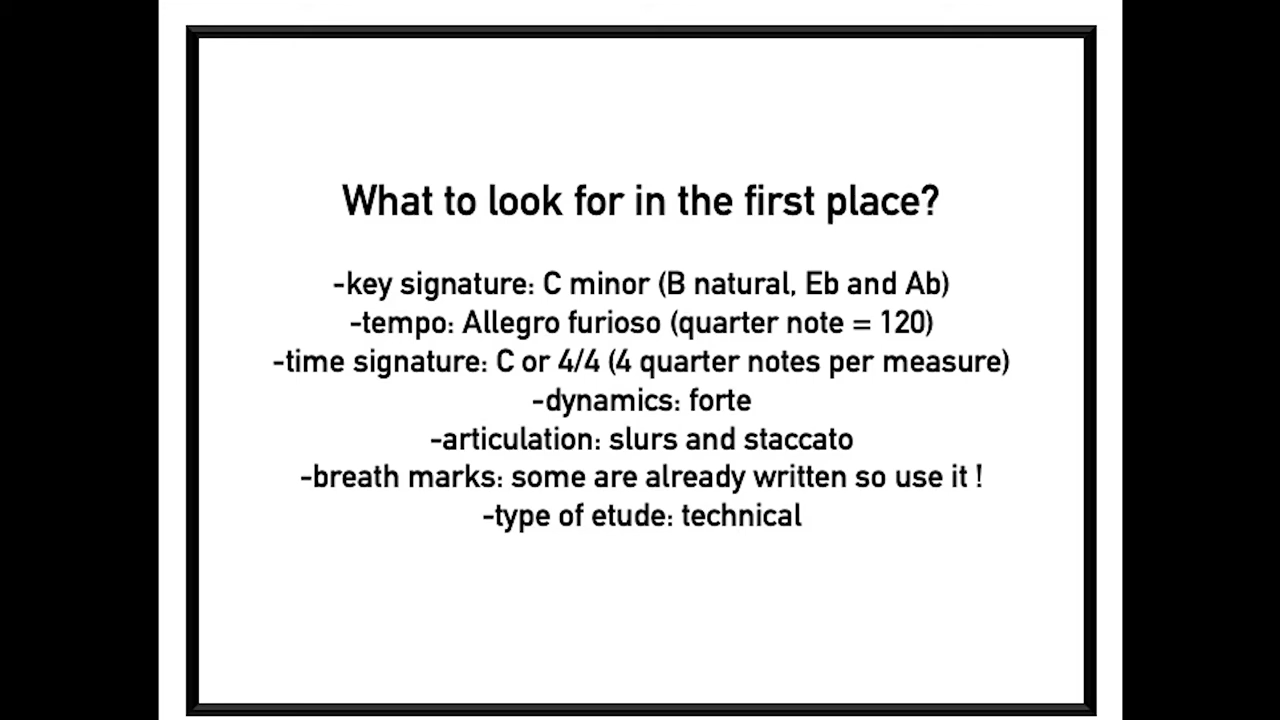 What to look for in the first place?
-key signature: C minor (B natural, Eb and Ab)
-tempo: Allegro furioso (quarter note = 120)
-time signature: C or 4/4 (4 quarter notes per measure)
-dynamics: forte
-articulation: slurs and staccato
-breath marks: some are already written so use it !
-type of etude: technical